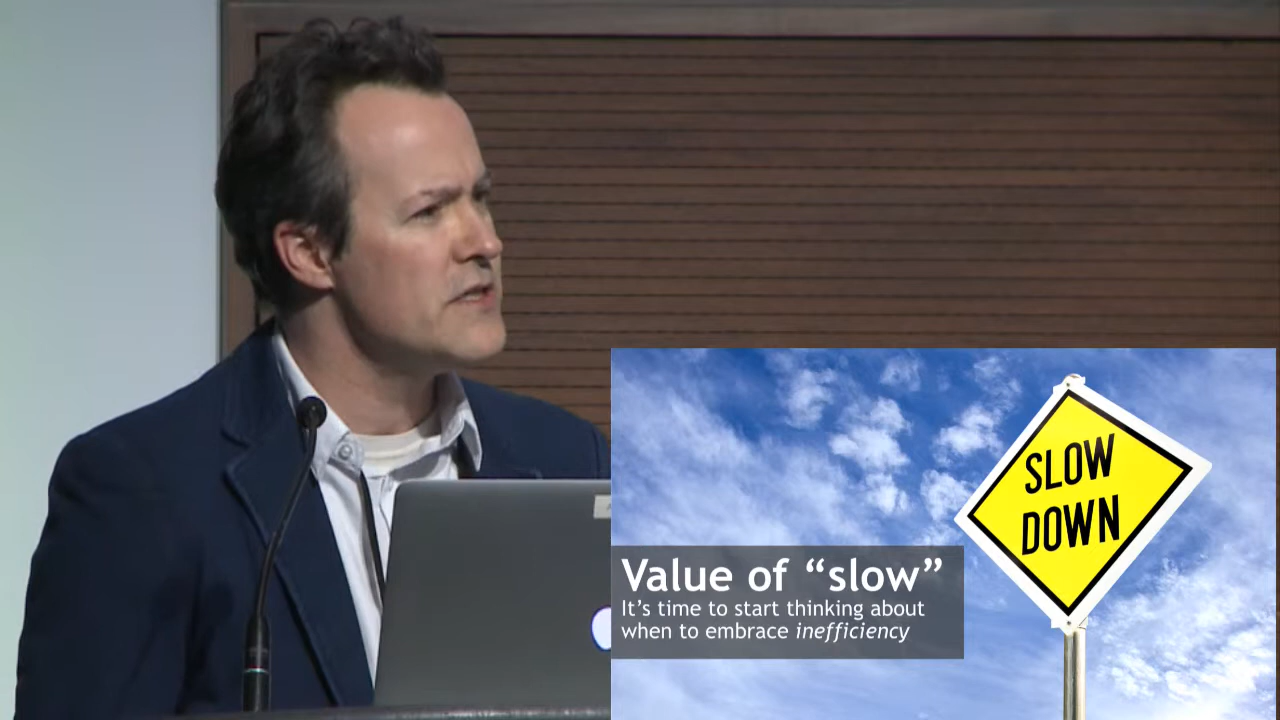 SLOW
DOWN
Value of “slow”
It’s time to start thinking about
when to embrace inefficiency